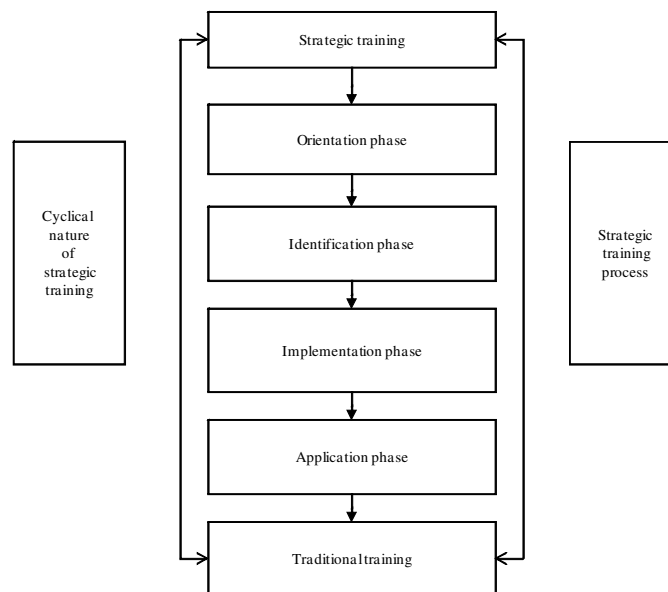 Strategic training
Orientation phase
Cyclical
nature
of
strategic
training
Identification phase
Strategic
training
process
Implementation phase
Application phase
Traditional training